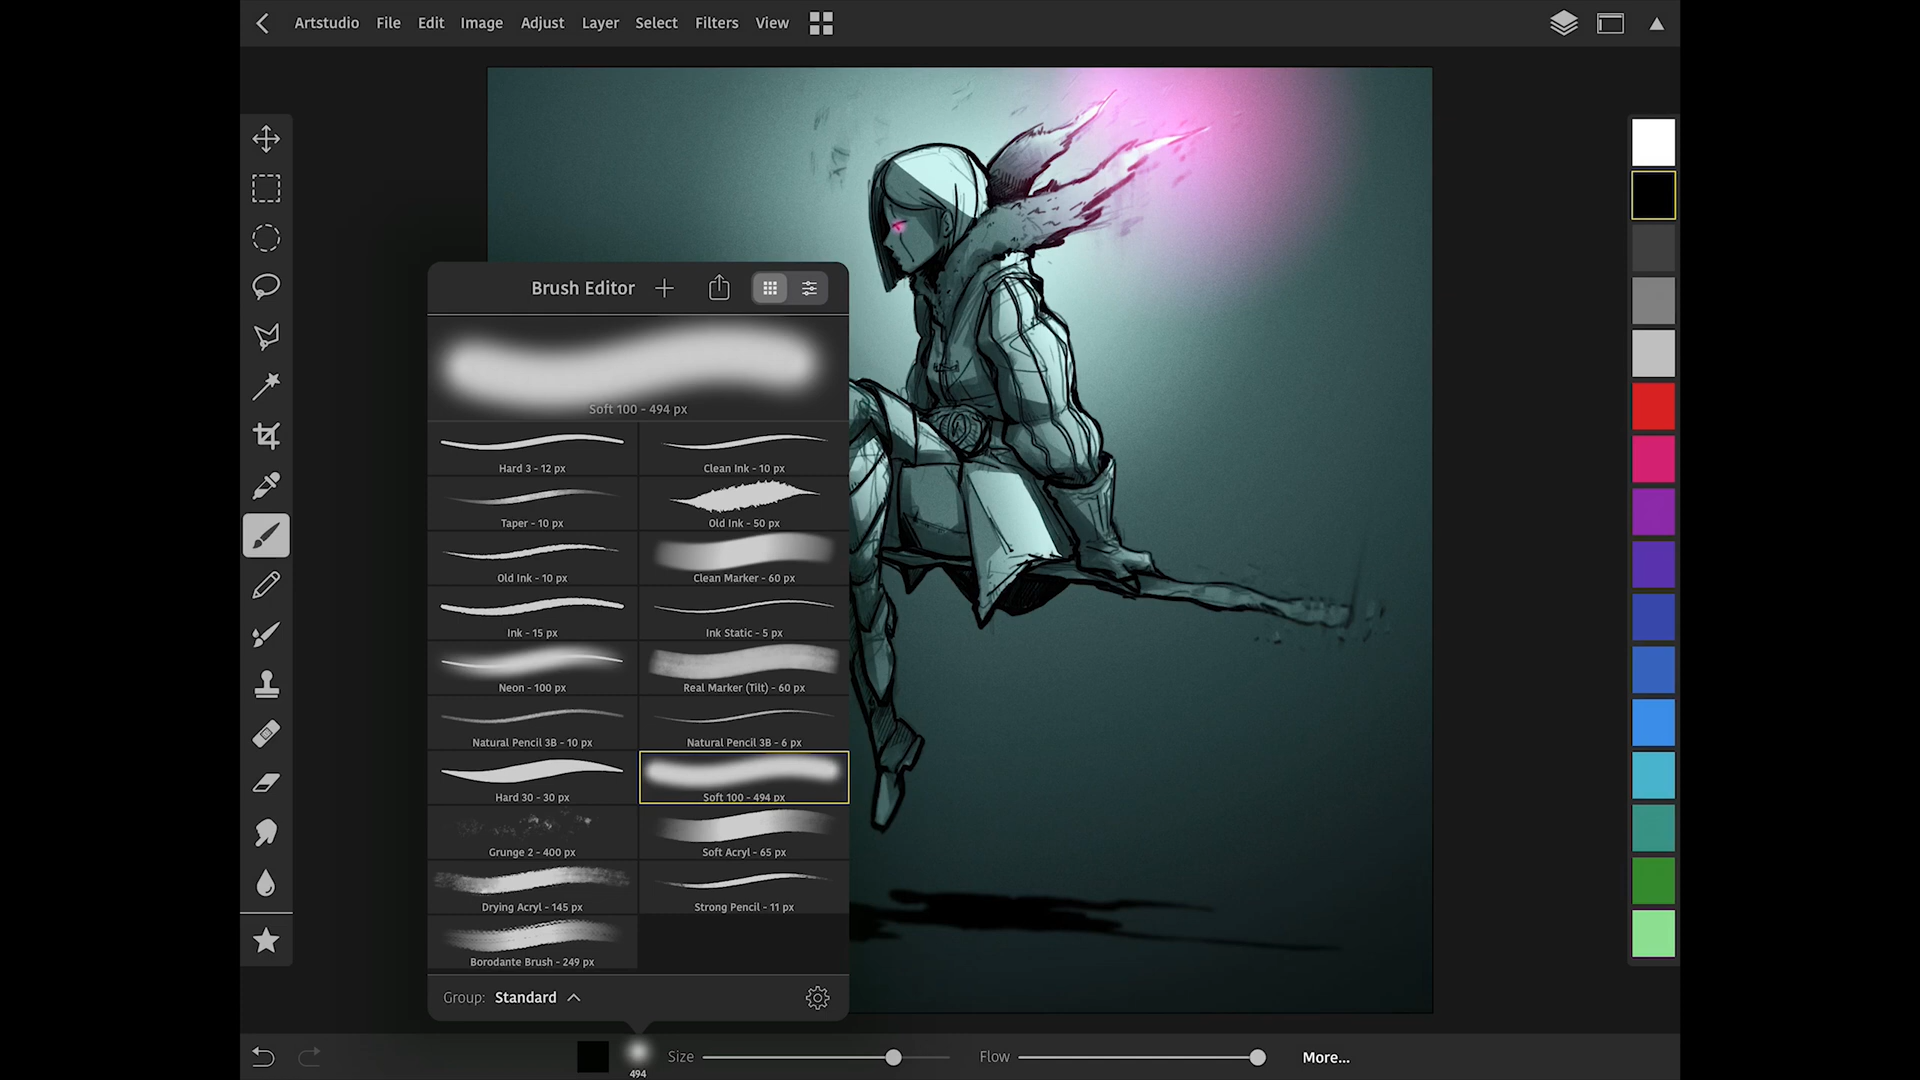 Artstudio File Edit Image Adjust Layer Select Filters View
Brush Editor
Soft 100 - 494 px
Hard 3 - 12 px
Clean Ink - 10 px
Taper - 10 px
Old Ink - 50 px
Old Ink - 10 px
Clean Marker - 60 px
Ink - 15 px
Ink Static - 5 px
Neon - 100 px
Real Marker (Tilt) - 60 px
Natural Pencil 3B - 10 px
Natural Pencil 3B - 6 px
Hard 30 - 30 px
Soft 100 - 494 px
Grunge 2 - 400 px
Soft Acryl - 65 px
Drying Acryl - 145 px
Strong Pencil - 11 px
Borodante Brush - 249 px
Group: Standard
494
Size
Flow
More...